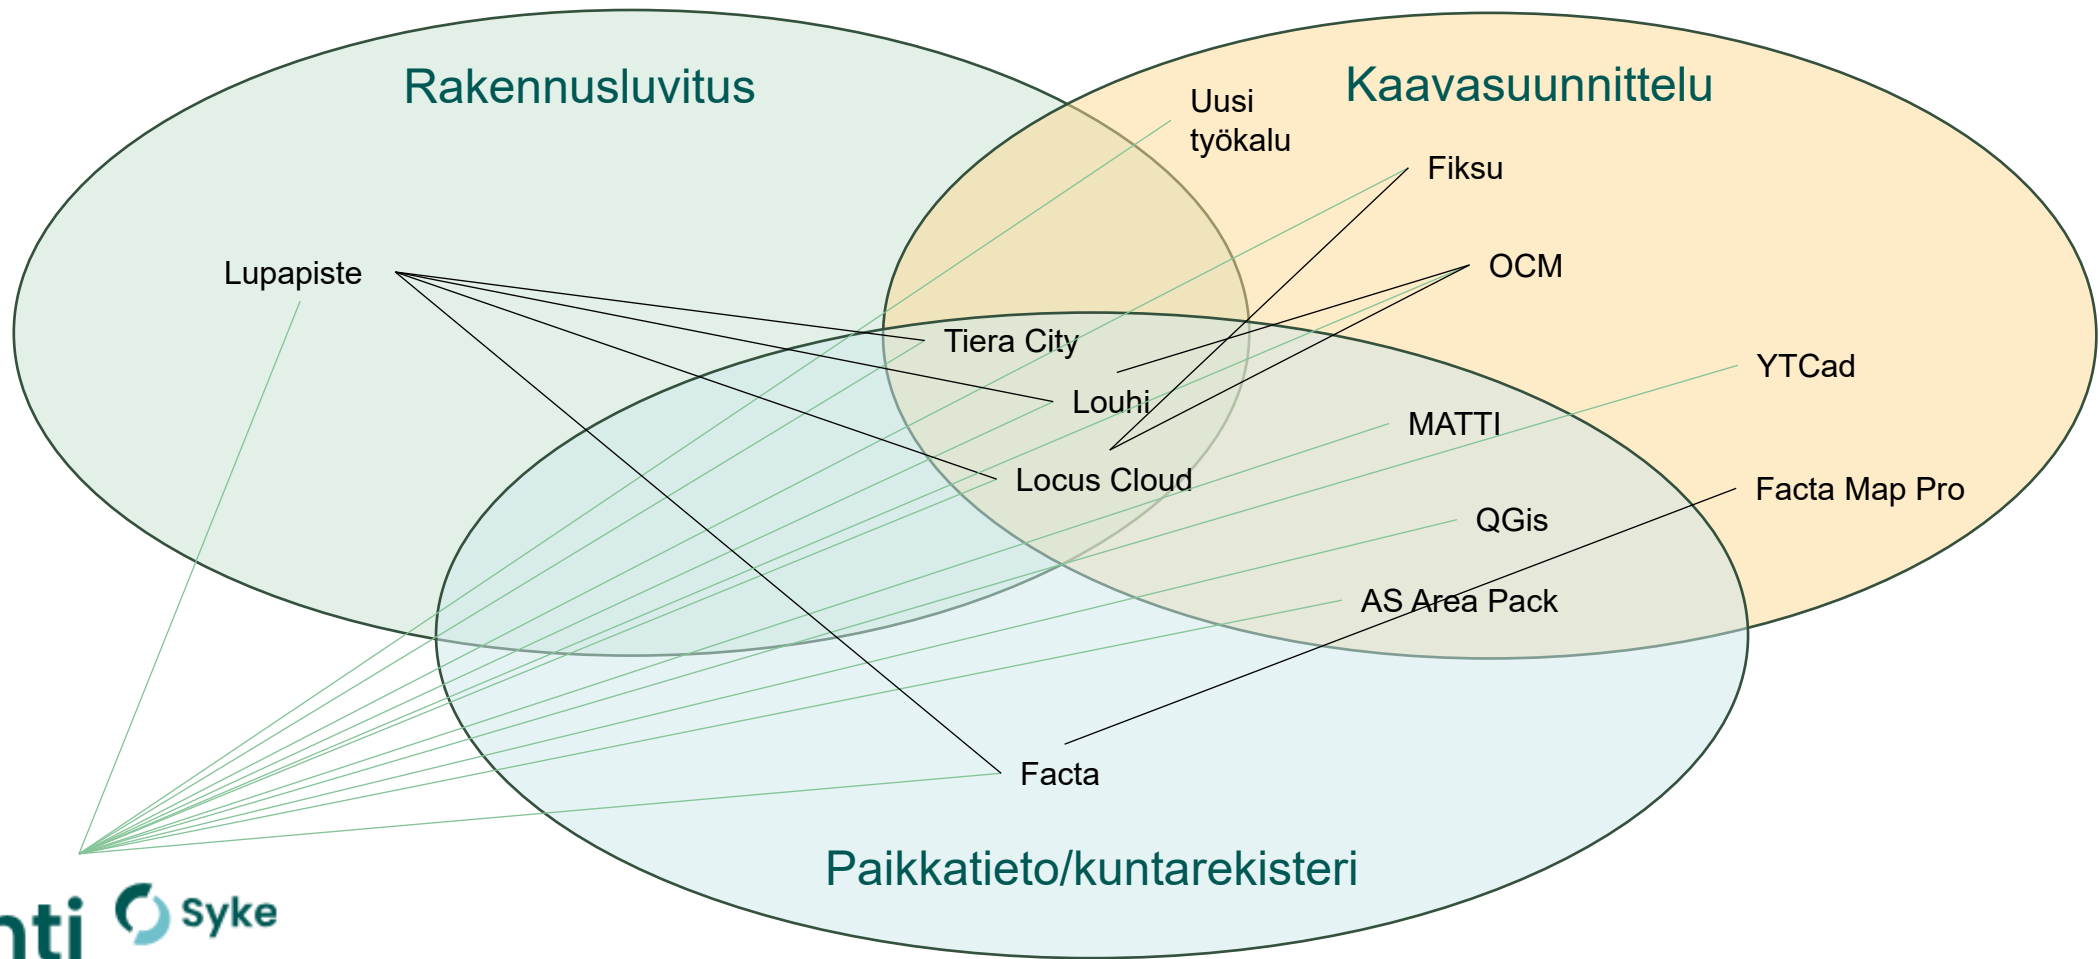 Rakennusluvitus
Kaavasuunnittelu
Uusi
työkalu
Fiksu
Lupapiste
OCM
Tiera City
YTCad
Louhi
MATTI
Locus Cloud
Facta Map Pro
QGis
AS Area Pack
Facta
Paikkatieto/kuntarekisteri
Syke